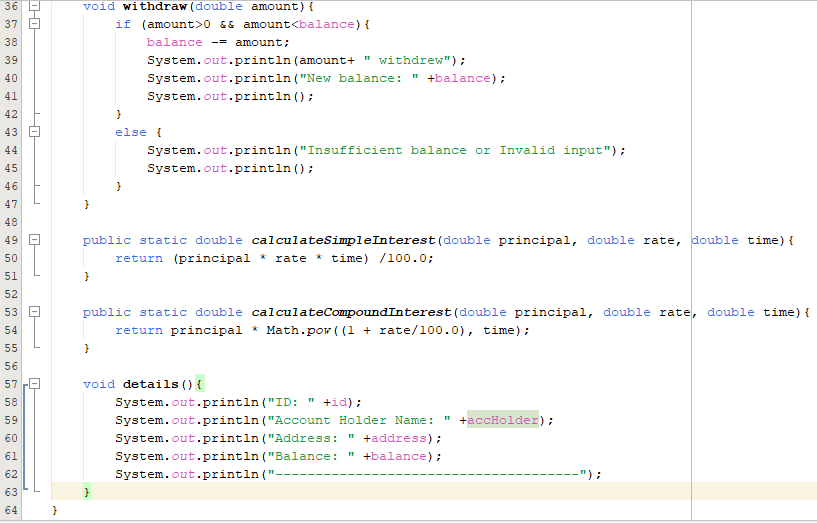 36 void withdraw(double amount){
37 if (amount>0 && amount<balance){
38 balance -= amount;
39 System.out.println(amount+ " withdrew");
40 System.out.println("New balance: " +balance);
41 System.out.println();
42 }
43 else {
44 System.out.println("Insufficient balance or Invalid input");
45 System.out.println();
46 }
47 }
48
49 public static double calculateSimpleInterest(double principal, double rate, double time){
50 return (principal * rate * time) /100.0;
51 }
52
53 public static double calculateCompoundInterest(double principal, double rate, double time){
54 return principal * Math.pow((1 + rate/100.0), time);
55 }
56
57 void details(){
58 System.out.println("ID: " +id);
59 System.out.println("Account Holder Name: " +accHolder);
60 System.out.println("Address: " +address);
61 System.out.println("Balance: " +balance);
62 System.out.println("--------------------------------------");
63 }
64 }